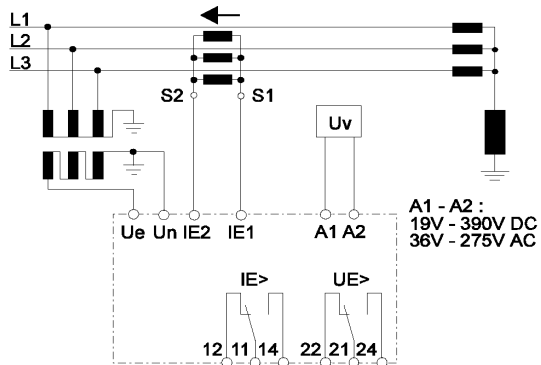 L1
L2
L3
S2 S1
Uv
A1 - A2 :
19V - 390V DC
36V - 275V AC
Ue Un IE2 IE1 A1 A2
IE> UE>
12 11 14 22 21 24